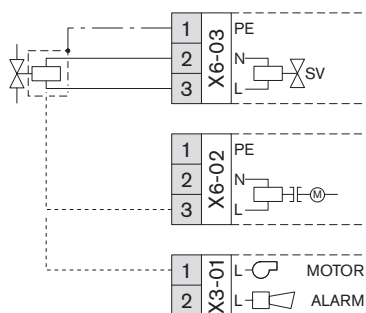 1 PE
2 N
3 L
X6-03
SV
1 PE
2 N
3 L
X6-02
M
1 L MOTOR
2 L ALARM
X3-01